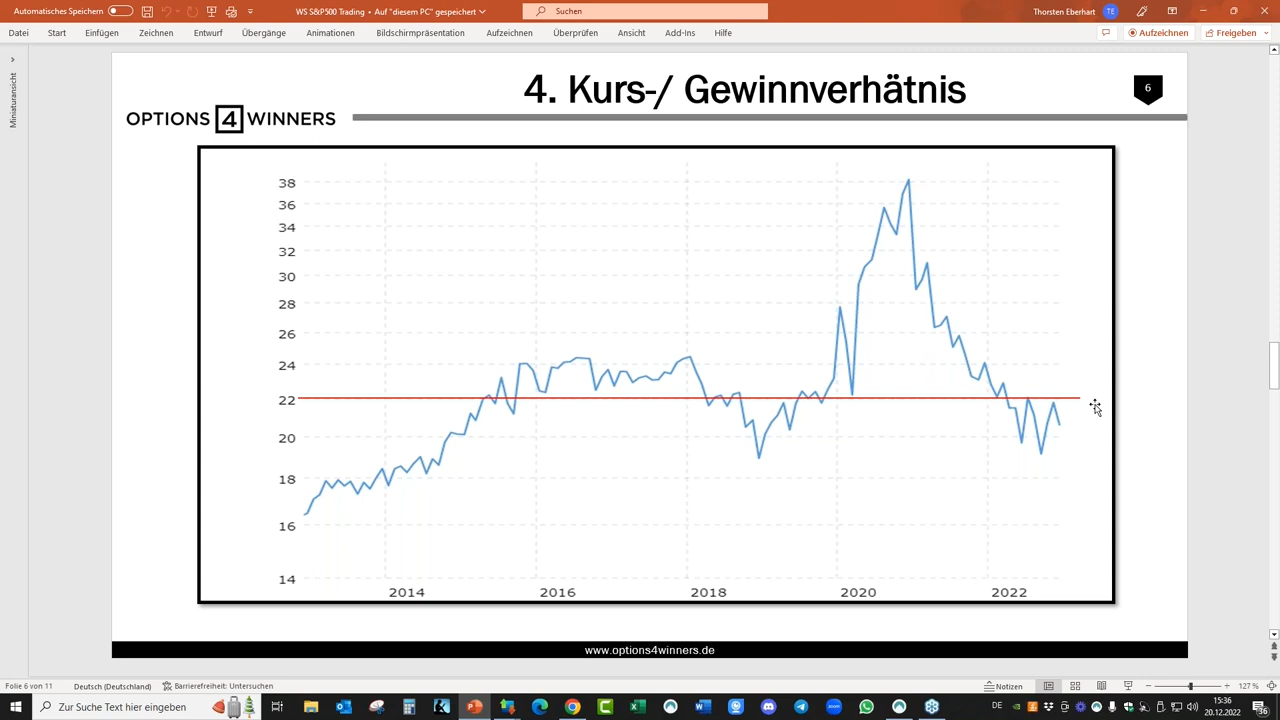 Automatisches Speichern
WS S&P500 Trading • Auf "diesem PC" gespeichert
Suchen
Thorsten Eberhart
TE
Datei Start Einfügen Zeichnen Entwurf Übergänge Animationen Bildschirmpräsentation Aufzeichnen Überprüfen Ansicht Add-Ins Hilfe
Aufzeichnen
Freigeben
Miniaturansicht
4. Kurs-/ Gewinnverhätnis
6
OPTIONS 4 WINNERS
38
36
34
32
30
28
26
24
22
20
18
16
14
2014 2016 2018 2020 2022
www.options4winners.de
Folie 6 von 11 Deutsch (Deutschland) Barrierefreiheit: Untersuchen
Notizen
127 %
Zur Suche Text hier eingeben
DE
15:36
20.12.2022
36